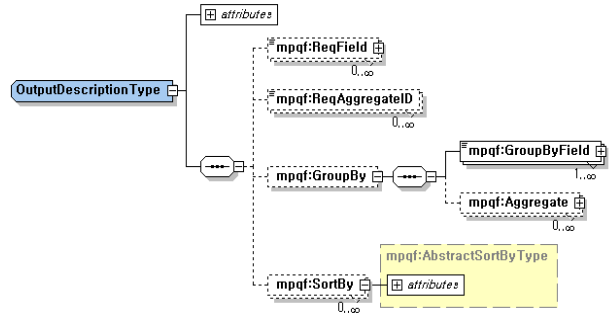 attributes
mpqf:ReqField
0..∞
OutputDescriptionType
mpqf:ReqAggregateID
0..∞
mpqf:GroupByField
1..∞
mpqf:GroupBy
mpqf:Aggregate
0..∞
mpqf:AbstractSortByType
mpqf:SortBy
attributes
0..∞